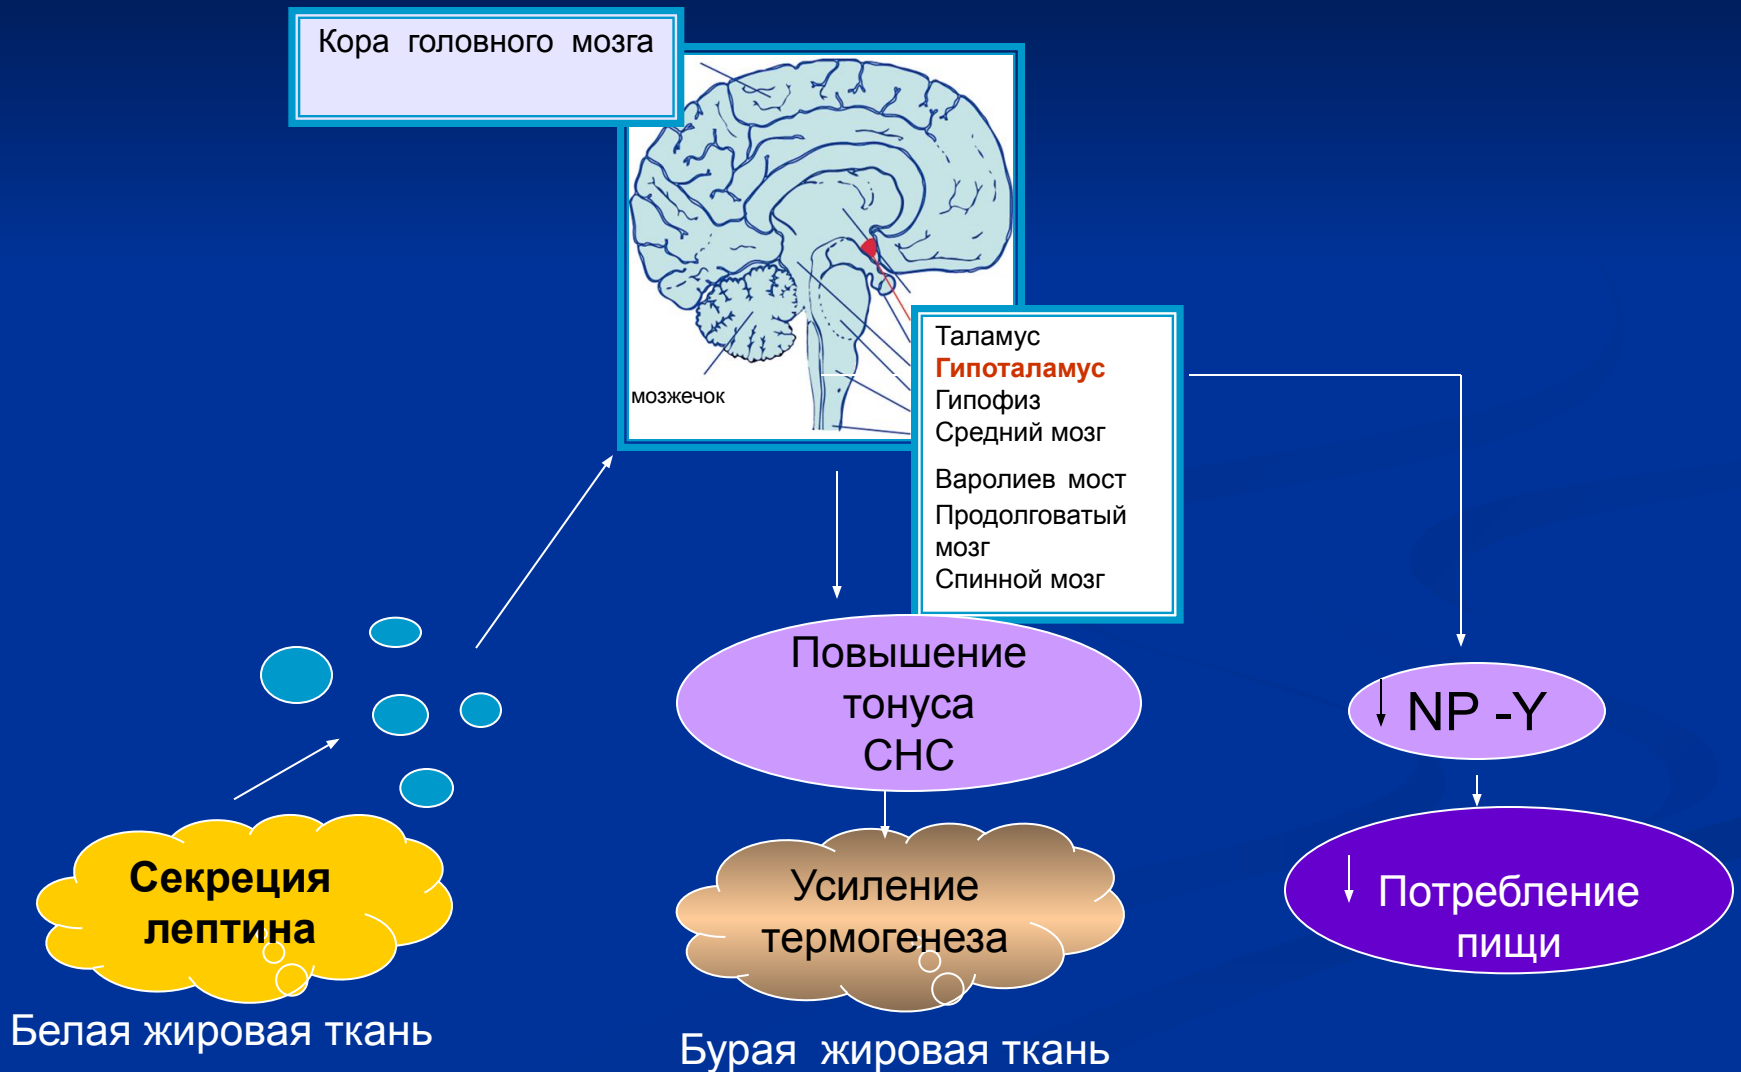 Кора головного мозга
мозжечок
Таламус
Гипоталамус
Гипофиз
Средний мозг
Варолиев мост
Продолговатый
мозг
Спинной мозг
Повышение
тонуса
СНС
NP -Y
Секреция
лептина
Усиление
термогенеза
Потребление
пищи
Белая жировая ткань
Бурая жировая ткань